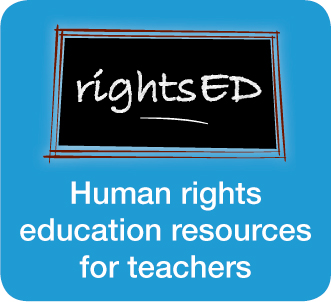 rightsED
Human rights
education resources
for teachers